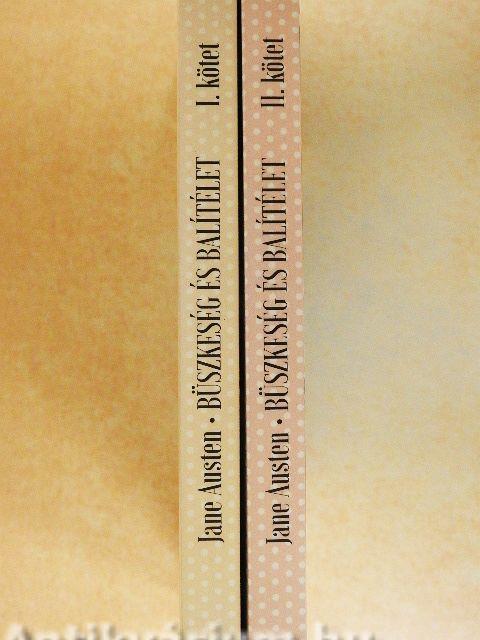 Jane Austen • BÜSZKESÉG ÉS BALÍTÉLET I. kötet
Jane Austen • BÜSZKESÉG ÉS BALÍTÉLET II. kötet